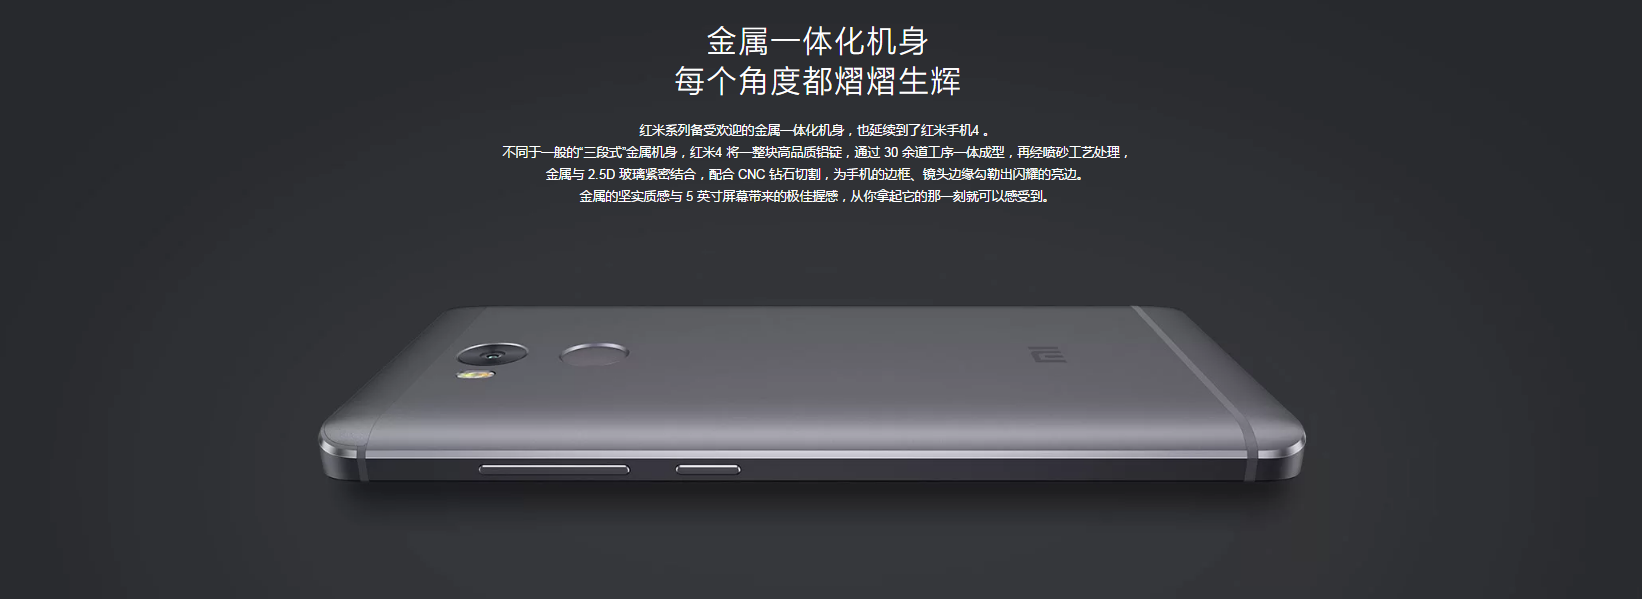 金属一体化机身
每个角度都熠熠生辉
红米系列备受欢迎的金属一体化机身，也延续到了红米手机4 。
不同于一般的“三段式”金属机身，红米4 将一整块高品质铝锭，通过 30 余道工序一体成型，再经喷砂工艺处理，
金属与 2.5D 玻璃紧密结合，配合 CNC 钻石切割，为手机的边框、镜头边缘勾勒出闪耀的亮边。
金属的坚实质感与 5 英寸屏幕带来的极佳握感，从你拿起它的那一刻就可以感受到。